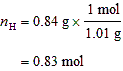 n_H = 0.84 g × 1 mol / 1.01 g
= 0.83 mol